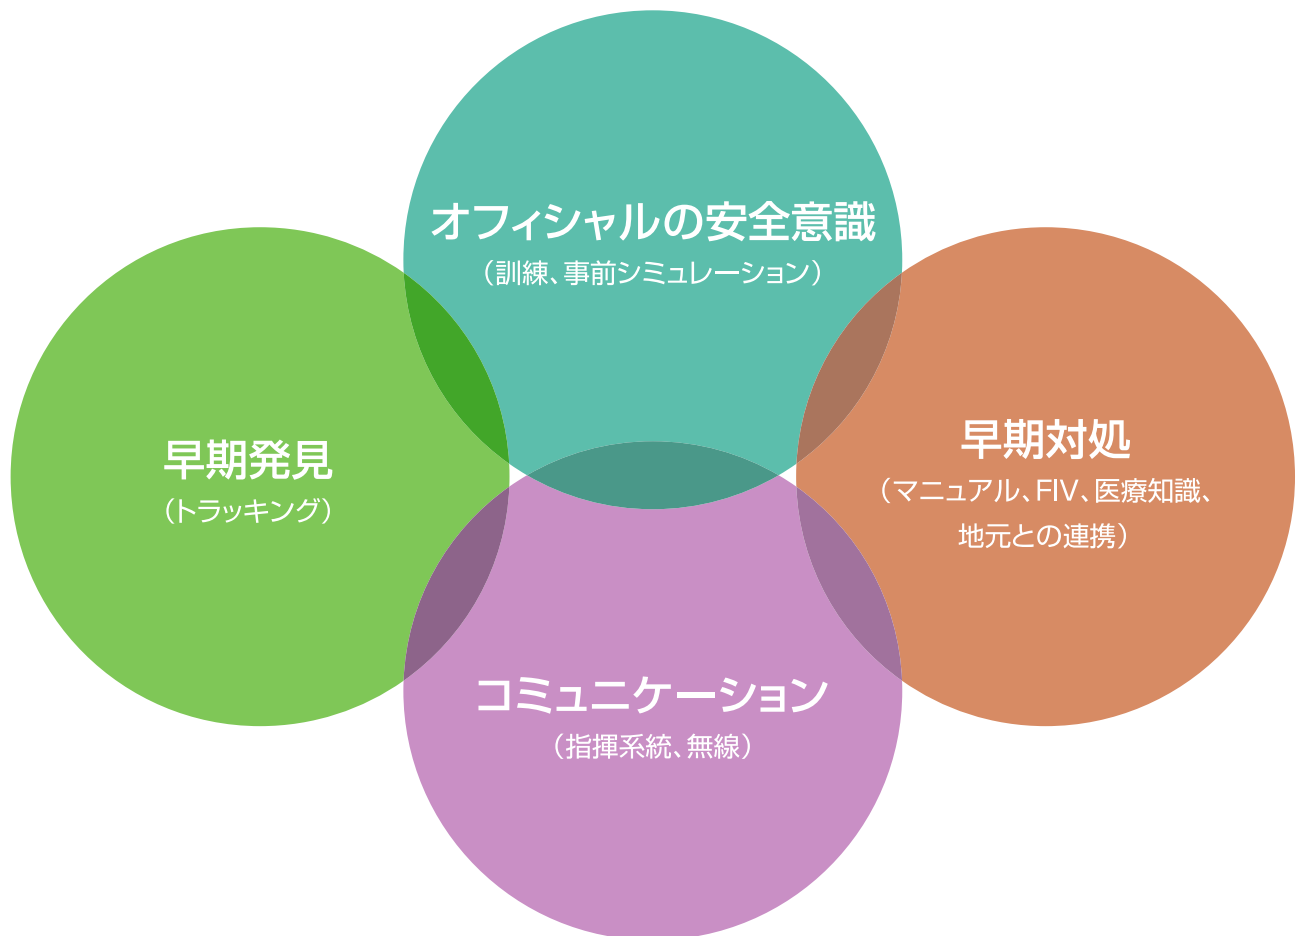 オフィシャルの安全意識
（訓練、事前シミュレーション）
早期発見
（トラッキング）
早期対処
（マニュアル、FIV、医療知識、
地元との連携）
コミュニケーション
（指揮系統、無線）